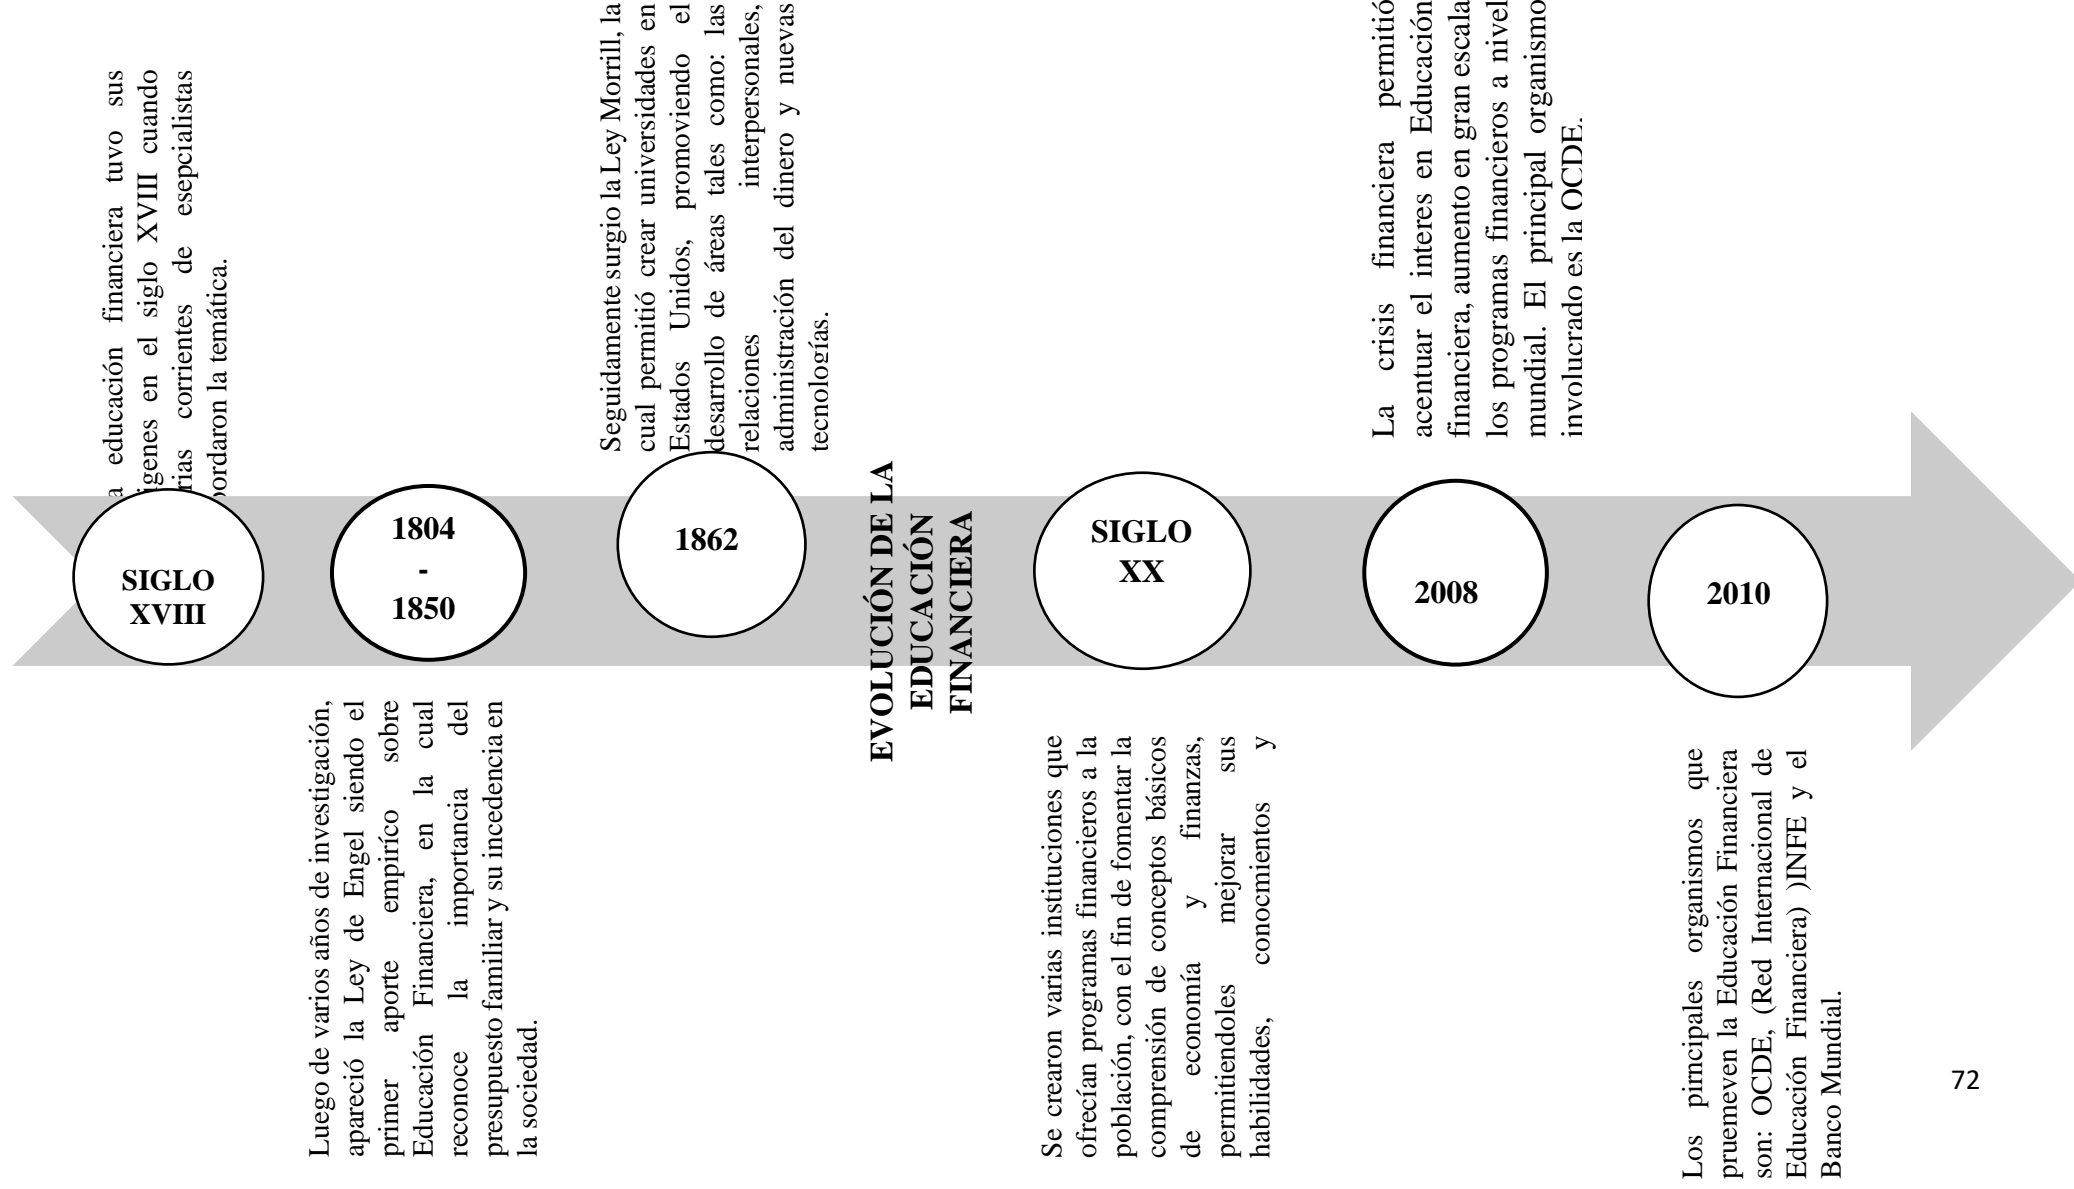 a educación financiera tuvo sus
igenes en el siglo XVIII cuando
rias corrientes de esepcialistas
ordaron la temática.
SIGLO
XVIII
1804
-
1850
Luego de varios años de investigación,
apareció la Ley de Engel siendo el
primer aporte empiríco sobre
Educación Financiera, en la cual
reconoce la importancia del
presupuesto familiar y su incedencia en
la sociedad.
Seguidamente surgio la Ley Morrill, la
cual permitió crear universidades en
Estados Unidos, promoviendo el
desarrollo de áreas tales como: las
relaciones interpersonales,
administración del dinero y nuevas
tecnologías.
1862
EVOLUCIÓN DE LA
EDUCACIÓN
FINANCIERA
SIGLO
XX
Se crearon varias instituciones que
ofrecían programas financieros a la
población, con el fin de fomentar la
comprensión de conceptos básicos
de economía y finanzas,
permitiendoles mejorar sus
habilidades, conocmientos y
La crisis financiera permitió
acentuar el interes en Educación
financiera, aumento en gran escala
los programas financieros a nivel
mundial. El principal organismo
involucrado es la OCDE.
2008
2010
Los pirncipales organismos que
pruemeven la Educación Financiera
son: OCDE, (Red Internacional de
Educación Financiera) )INFE y el
Banco Mundial.
72